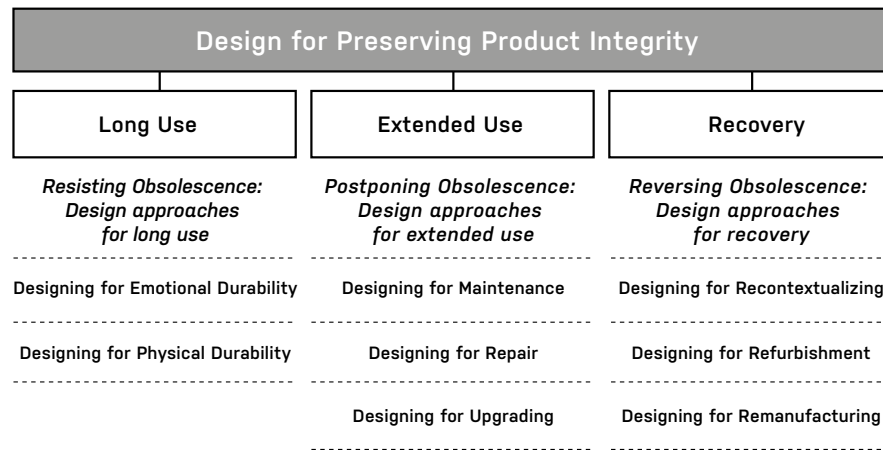 Design for Preserving Product Integrity
Long Use
Extended Use
Recovery
Resisting Obsolescence:
Design approaches
for long use
Postponing Obsolescence:
Design approaches
for extended use
Reversing Obsolescence:
Design approaches
for recovery
Designing for Emotional Durability
Designing for Maintenance
Designing for Recontextualizing
Designing for Physical Durability
Designing for Repair
Designing for Refurbishment
Designing for Upgrading
Designing for Remanufacturing